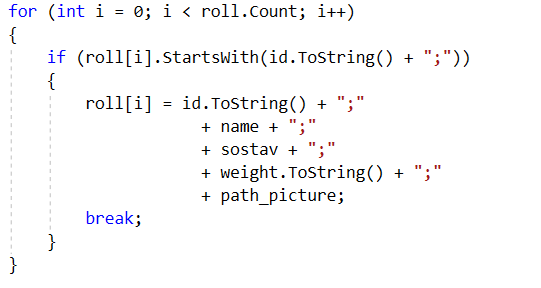 for (int i = 0; i < roll.Count; i++)
{
    if (roll[i].StartsWith(id.ToString() + ";"))
    {
        roll[i] = id.ToString() + ";"
                    + name + ";"
                    + sostav + ";"
                    + weight.ToString() + ";"
                    + path_picture;
        break;
    }
}